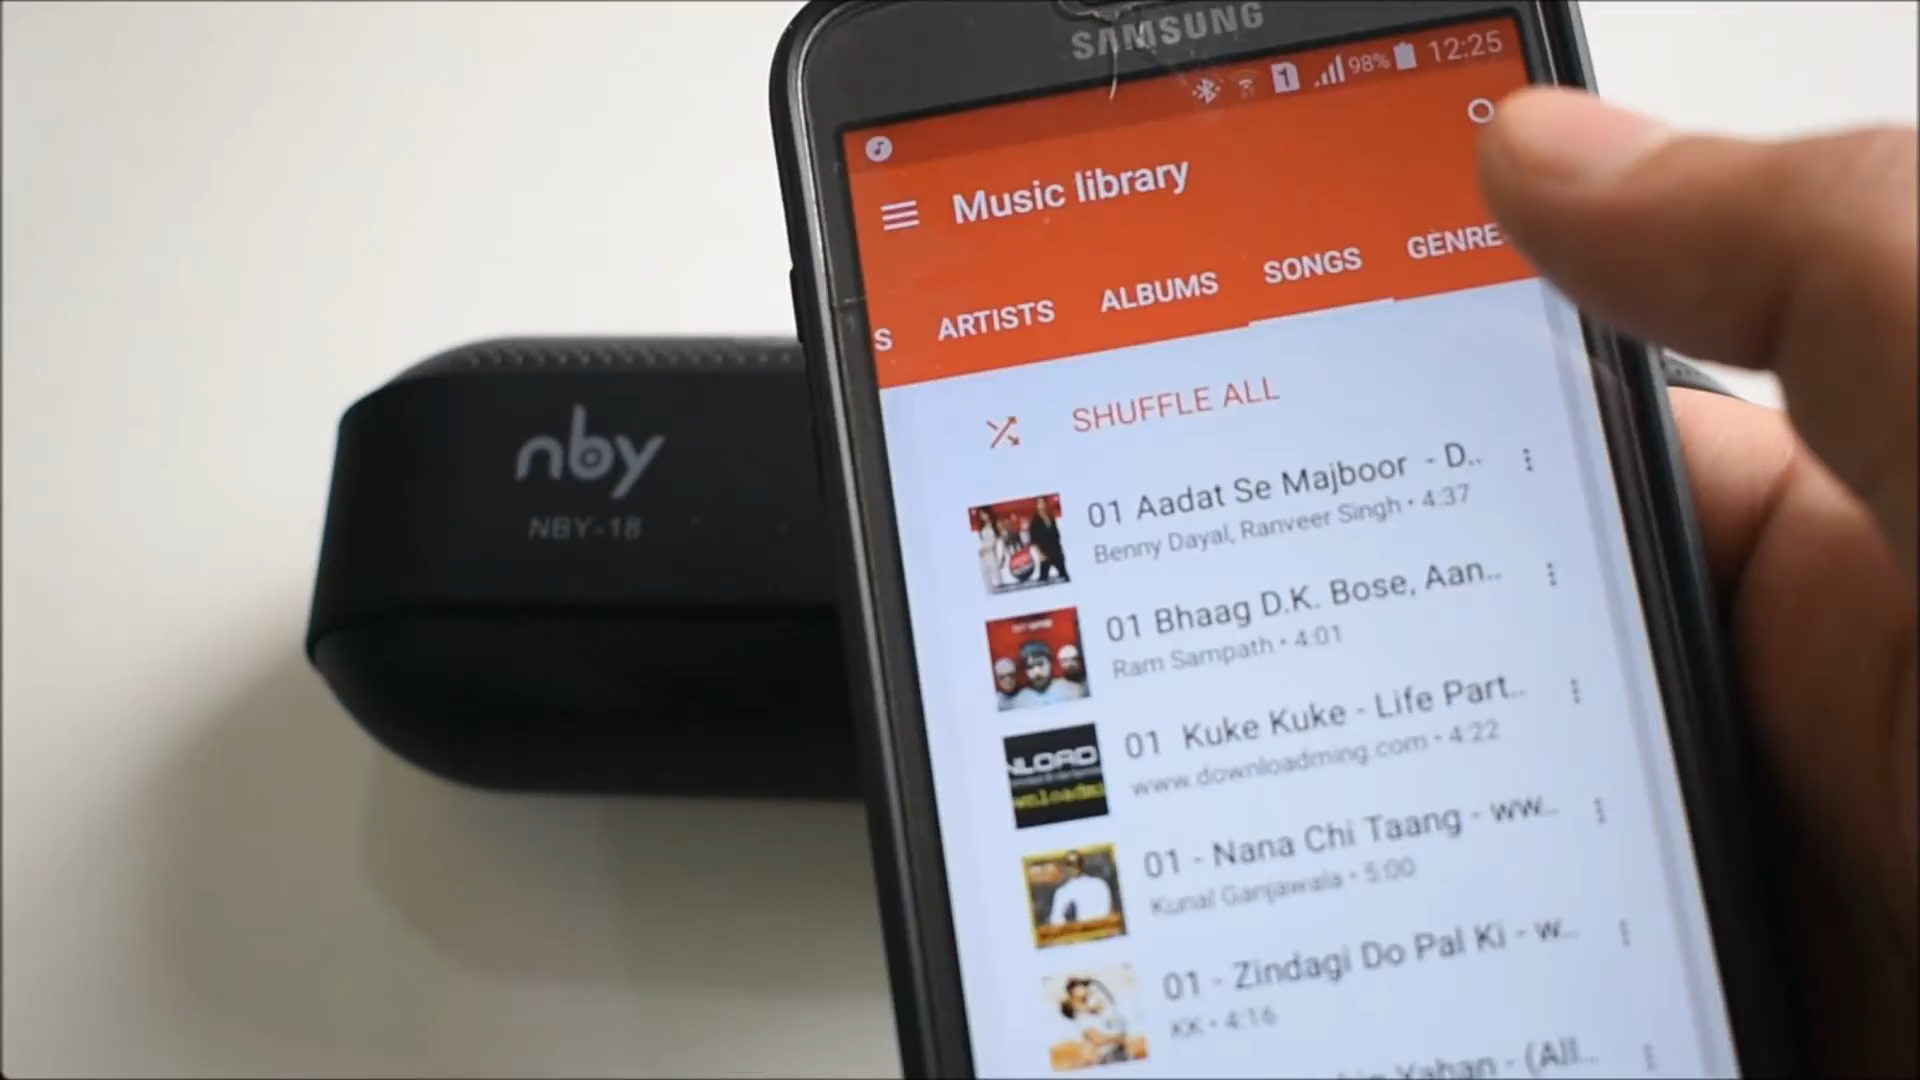 SAMSUNG
1 98% 12:25
Music library
S ARTISTS ALBUMS SONGS GENRE
SHUFFLE ALL
01 Aadat Se Majboor - D..
Benny Dayal, Ranveer Singh • 4:37
01 Bhaag D.K. Bose, Aan..
Ram Sampath • 4:01
01 Kuke Kuke - Life Part..
www.downloadming.com • 4:22
01 - Nana Chi Taang - ww..
Kunal Ganjawala • 5:00
01 - Zindagi Do Pal Ki - w..
KK • 4:16
Yahan - (All...
nby
NBY-18